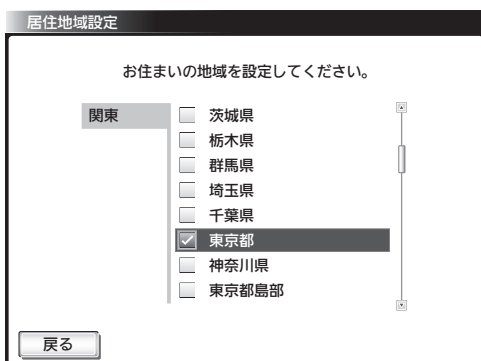 居住地域設定
お住まいの地域を設定してください。
関東
茨城県
栃木県
群馬県
埼玉県
千葉県
東京都
神奈川県
東京都島部
戻る